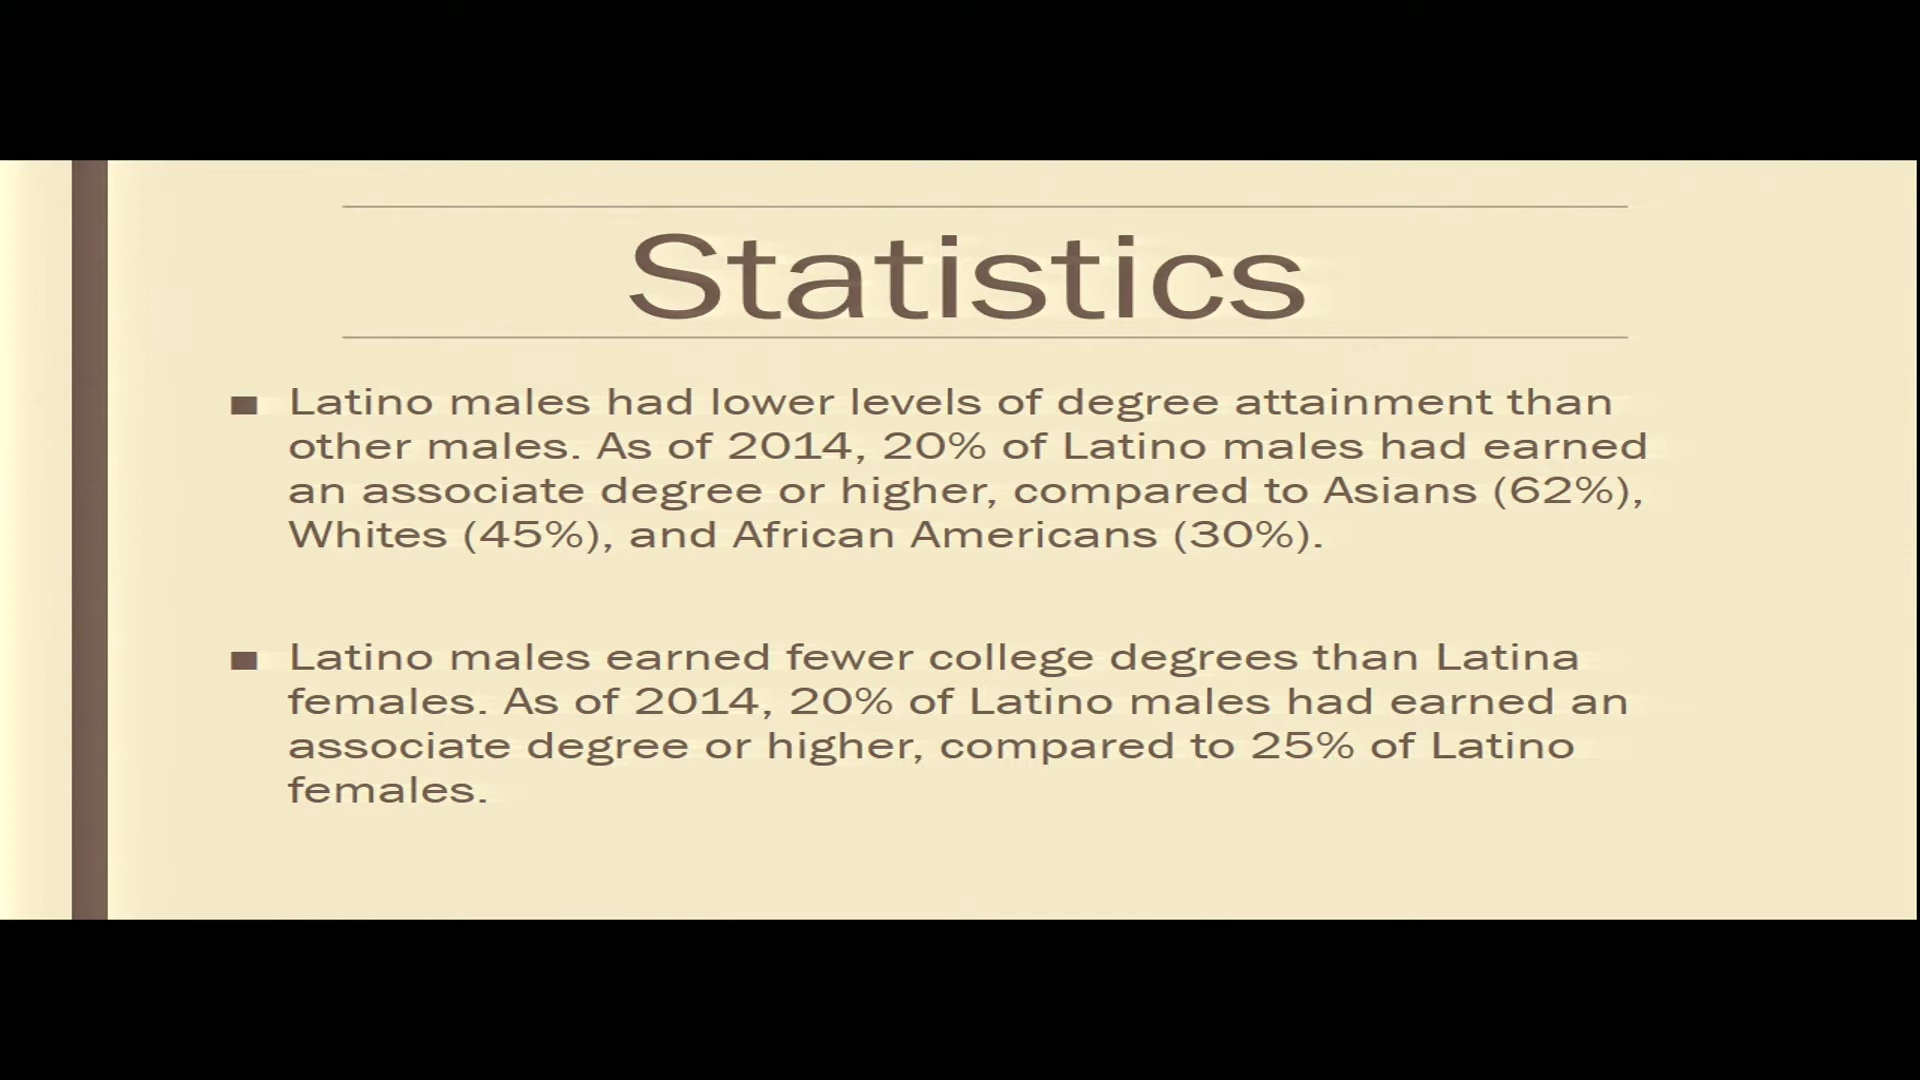 Statistics
■ Latino males had lower levels of degree attainment than
other males. As of 2014, 20% of Latino males had earned
an associate degree or higher, compared to Asians (62%),
Whites (45%), and African Americans (30%).
■ Latino males earned fewer college degrees than Latina
females. As of 2014, 20% of Latino males had earned an
associate degree or higher, compared to 25% of Latino
females.